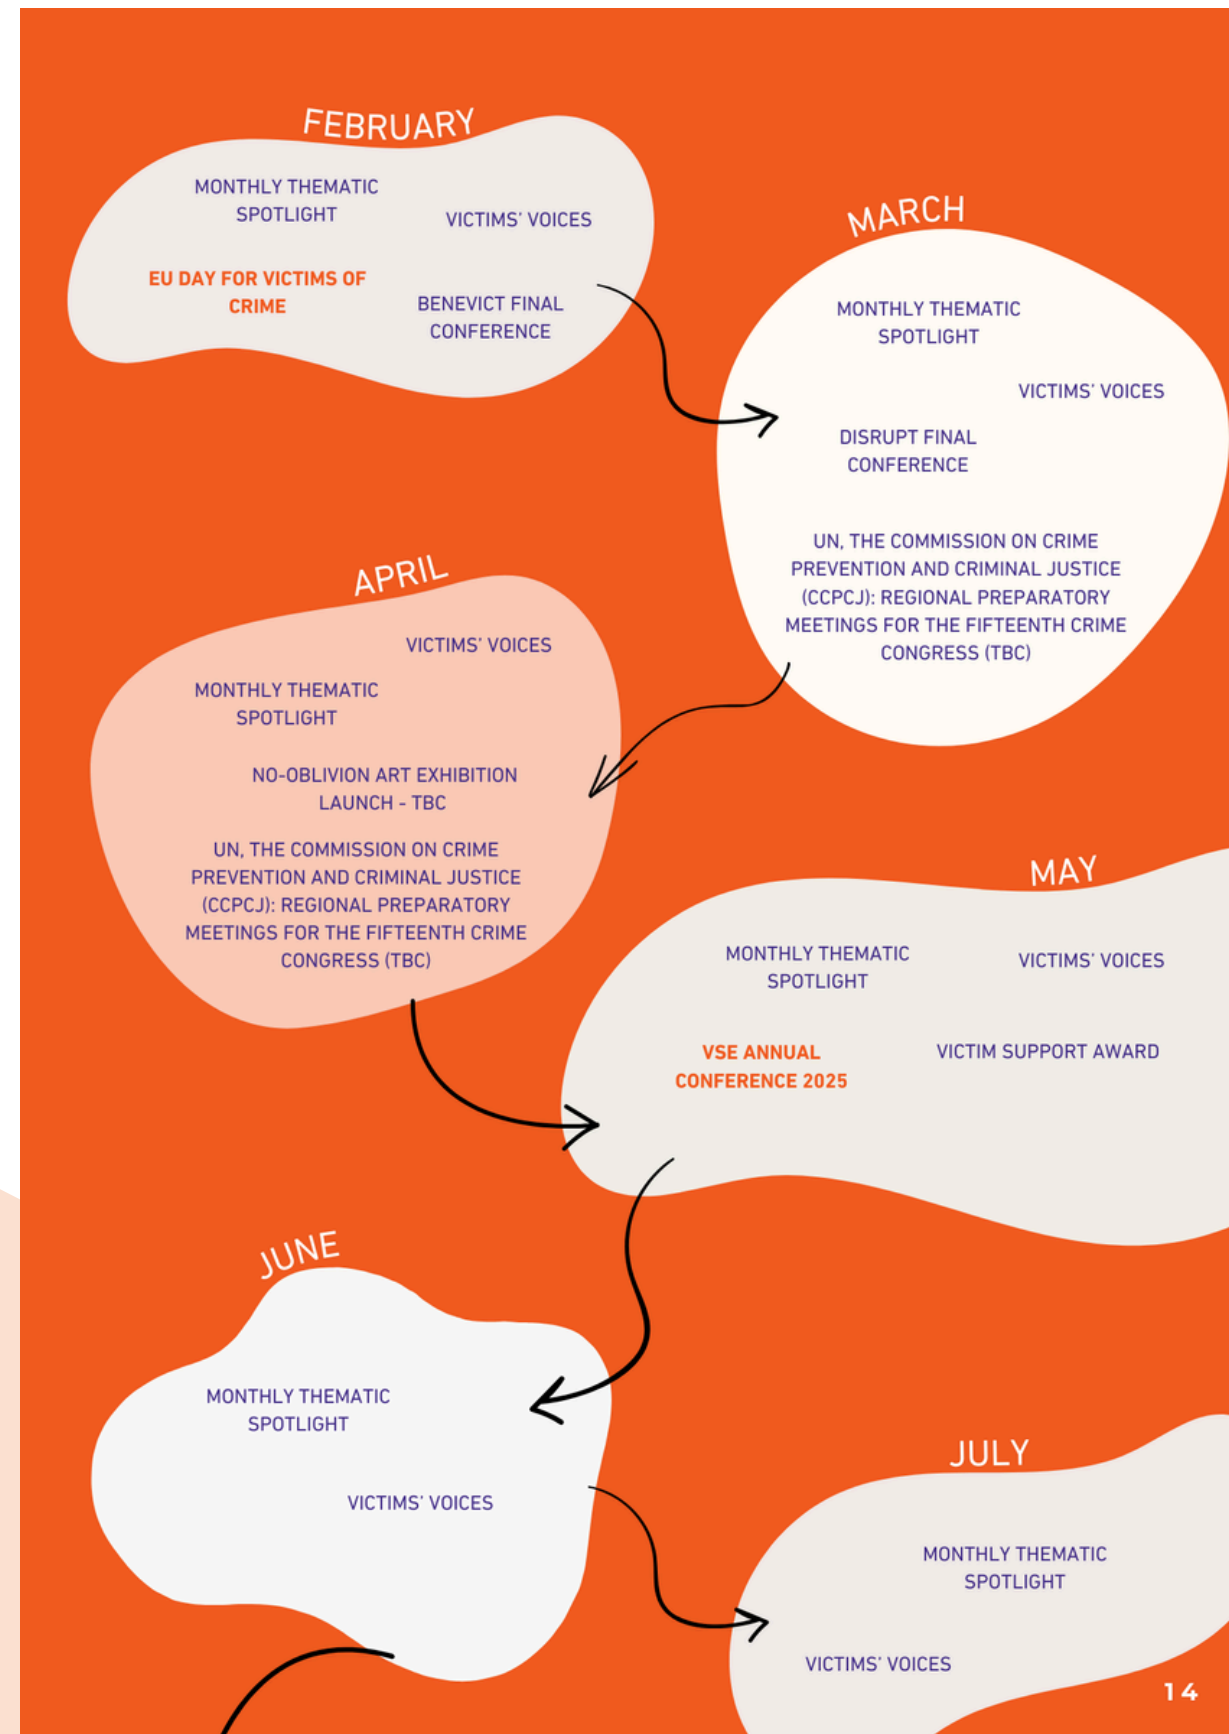 FEBRUARY
MONTHLY THEMATIC
SPOTLIGHT
VICTIMS' VOICES
EU DAY FOR VICTIMS OF
CRIME
BENEVICT FINAL
CONFERENCE
MARCH
MONTHLY THEMATIC
SPOTLIGHT
VICTIMS' VOICES
DISRUPT FINAL
CONFERENCE
UN, THE COMMISSION ON CRIME
PREVENTION AND CRIMINAL JUSTICE
(CCPCJ): REGIONAL PREPARATORY
MEETINGS FOR THE FIFTEENTH CRIME
CONGRESS (TBC)
APRIL
VICTIMS' VOICES
MONTHLY THEMATIC
SPOTLIGHT
NO-OBLIVION ART EXHIBITION
LAUNCH - TBC
UN, THE COMMISSION ON CRIME
PREVENTION AND CRIMINAL JUSTICE
(CCPCJ): REGIONAL PREPARATORY
MEETINGS FOR THE FIFTEENTH CRIME
CONGRESS (TBC)
MAY
MONTHLY THEMATIC
SPOTLIGHT
VICTIMS' VOICES
VSE ANNUAL
CONFERENCE 2025
VICTIM SUPPORT AWARD
JUNE
MONTHLY THEMATIC
SPOTLIGHT
VICTIMS' VOICES
JULY
MONTHLY THEMATIC
SPOTLIGHT
VICTIMS' VOICES
14